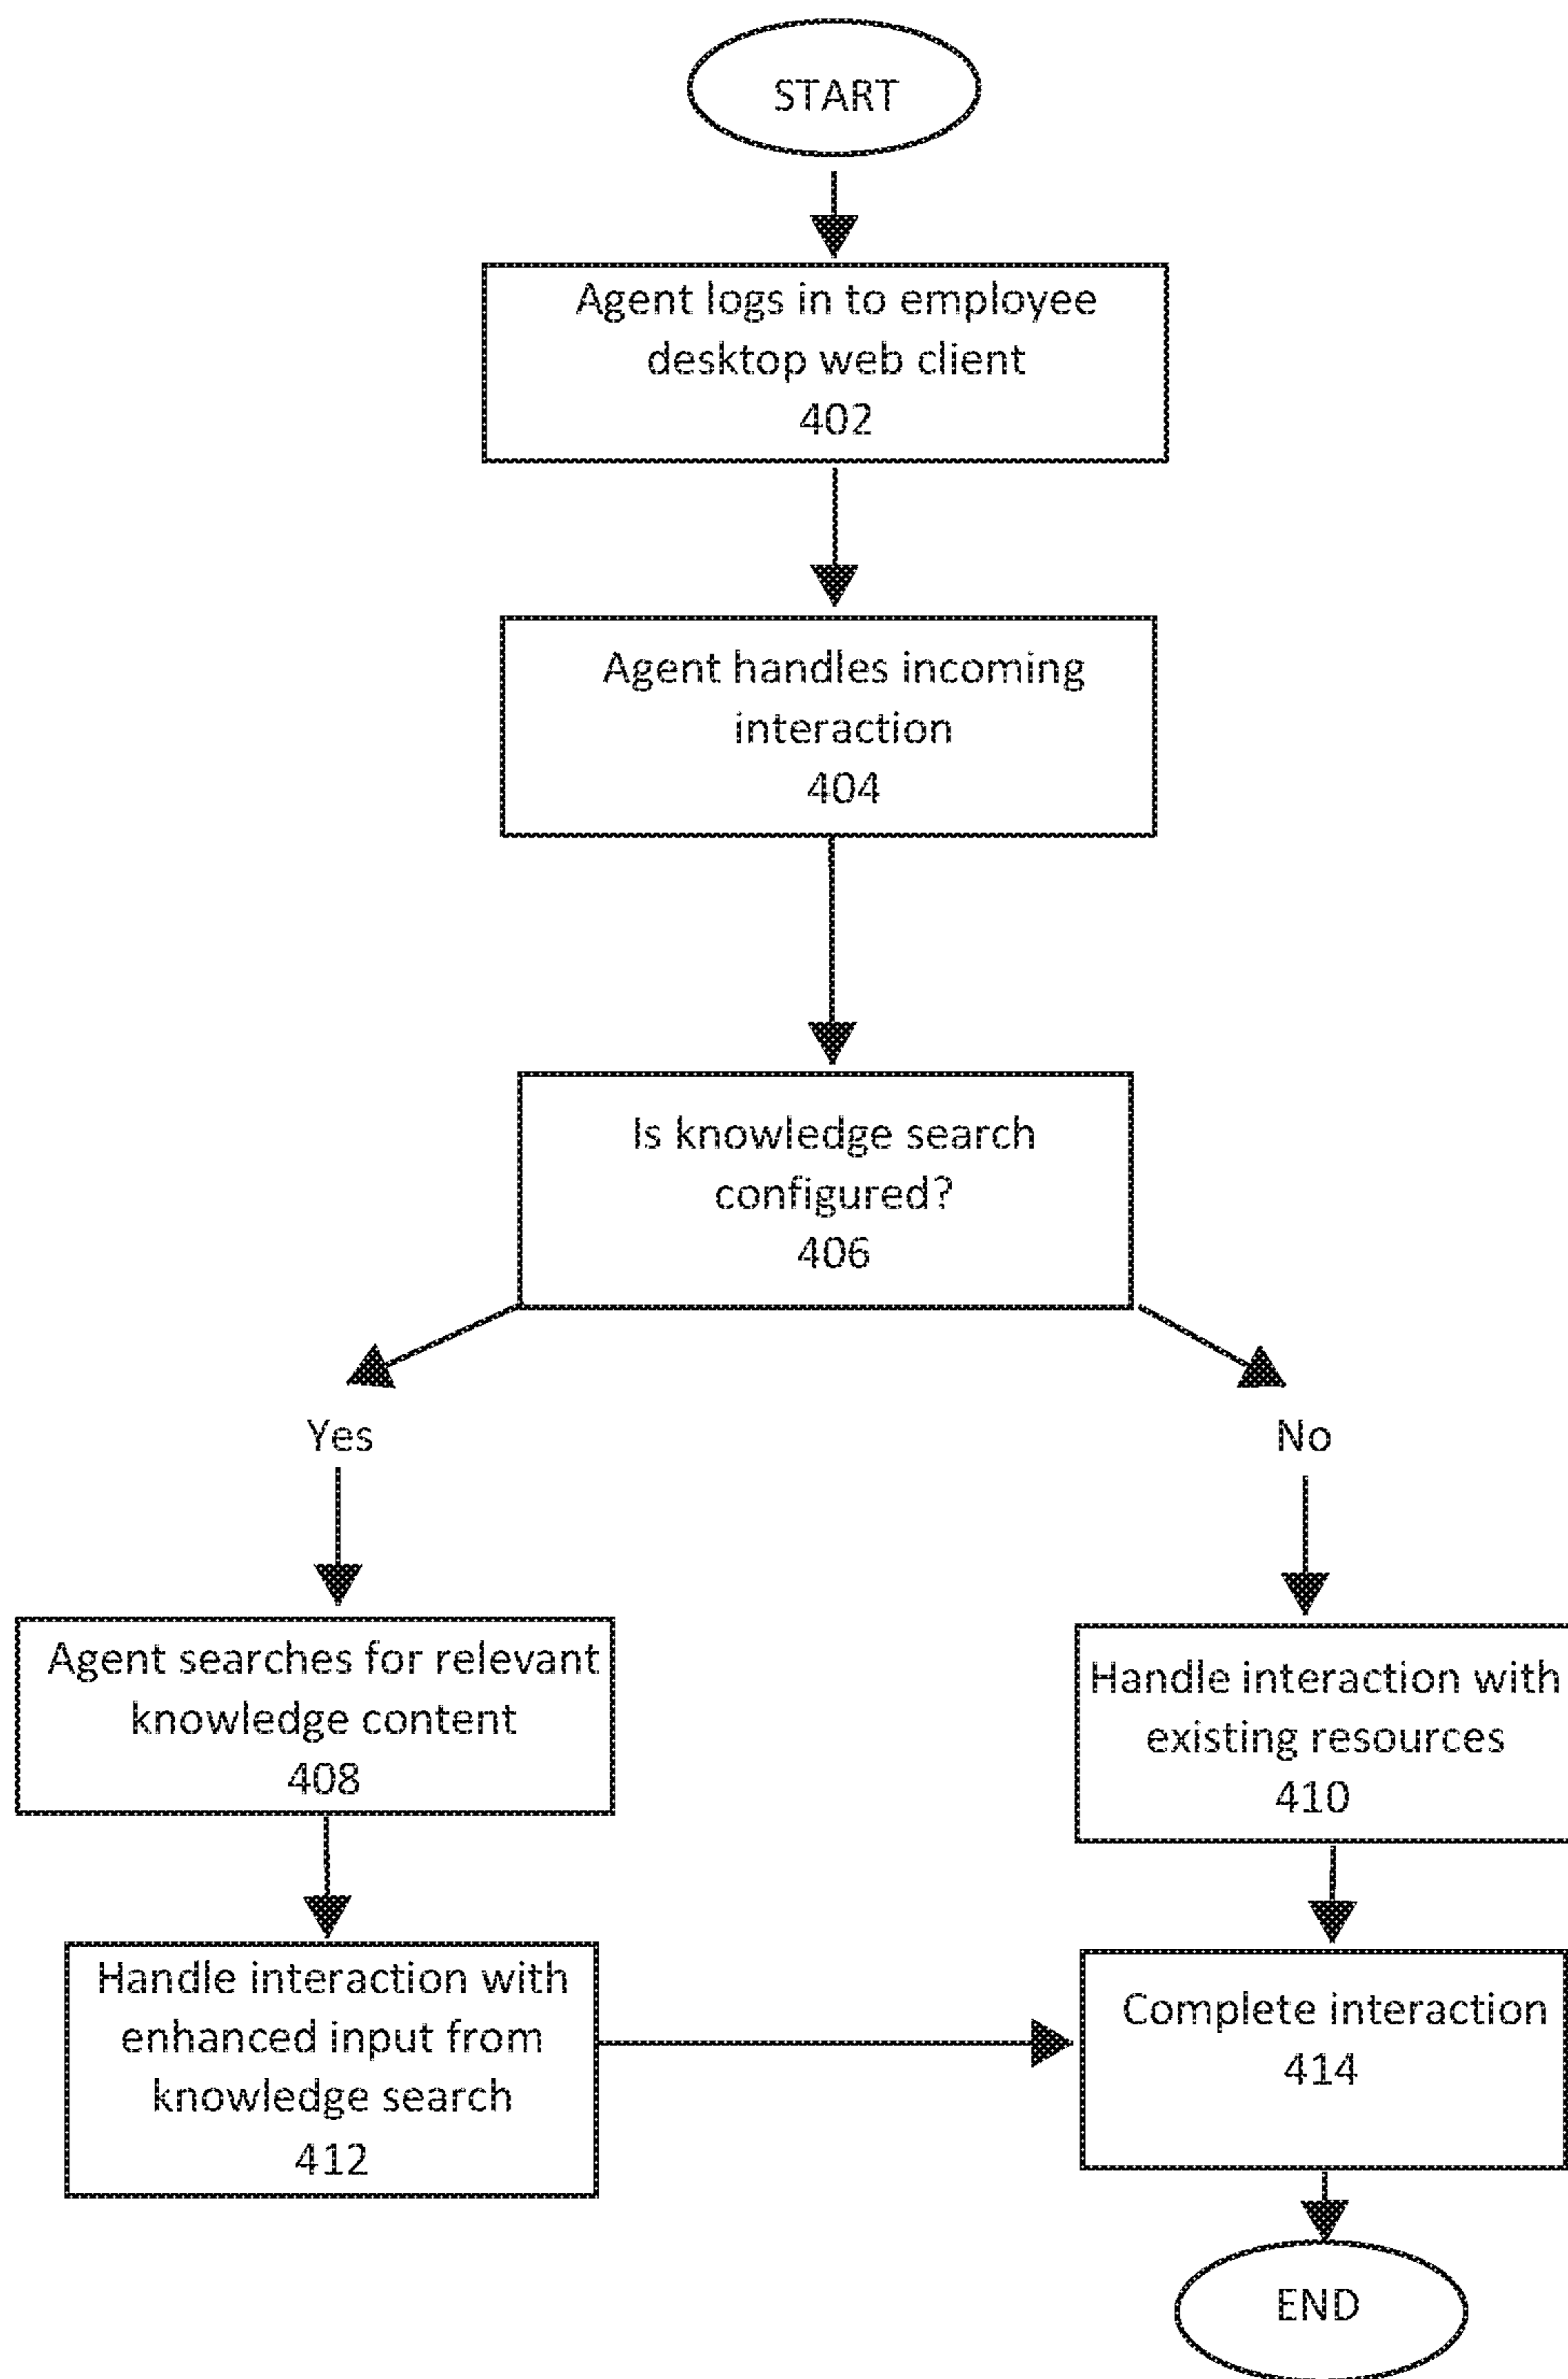 START
Agent logs in to employee
desktop web client
402
Agent handles incoming
interaction
404
Is knowledge search
configured?
406
Yes
No
Agent searches for relevant
knowledge content
408
Handle interaction with
existing resources
410
Handle interaction with
enhanced input from
knowledge search
412
Complete interaction
414
END